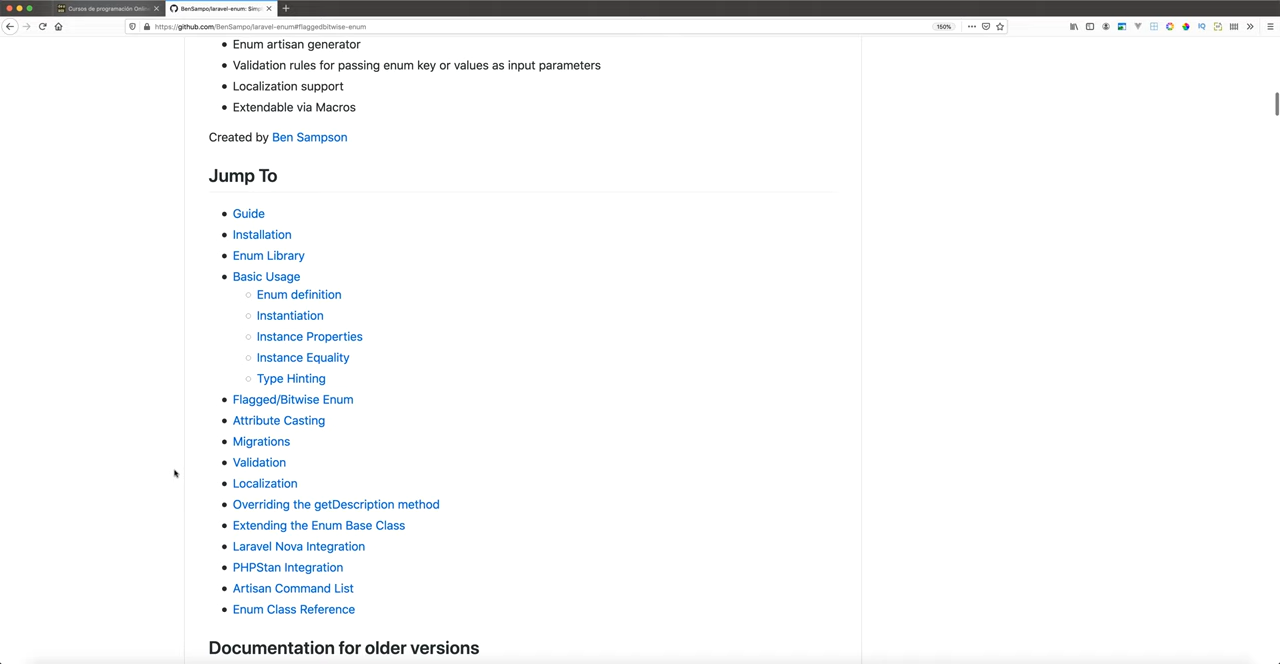 Cursos de programación Onlin
BenSampo/laravel-enum: Simpl
https://github.com/BenSampo/laravel-enum#flaggedbitwise-enum
150%
Enum artisan generator
Validation rules for passing enum key or values as input parameters
Localization support
Extendable via Macros
Created by Ben Sampson
Jump To
Guide
Installation
Enum Library
Basic Usage
Enum definition
Instantiation
Instance Properties
Instance Equality
Type Hinting
Flagged/Bitwise Enum
Attribute Casting
Migrations
Validation
Localization
Overriding the getDescription method
Extending the Enum Base Class
Laravel Nova Integration
PHPStan Integration
Artisan Command List
Enum Class Reference
Documentation for older versions